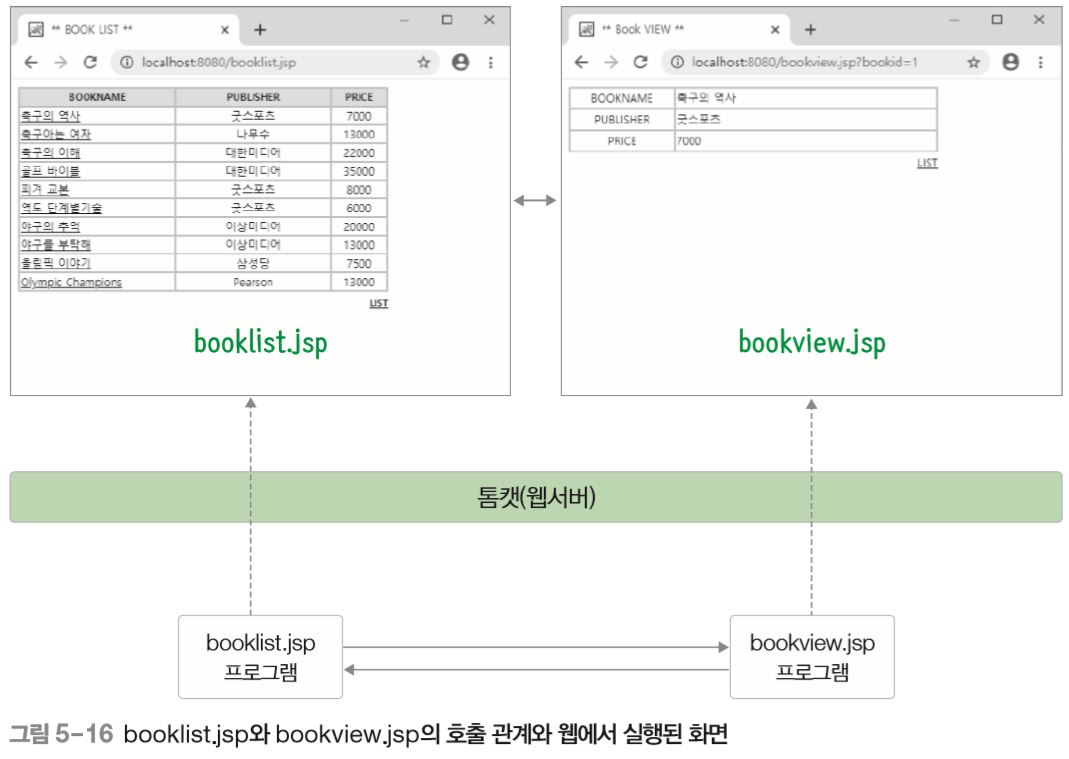 ** BOOK LIST **
localhost:8080/booklist.jsp
BOOKNAME PUBLISHER PRICE
축구의 역사 굿스포츠 7000
축구아는 여자 나무수 13000
축구의 이해 대한미디어 22000
골프 바이블 대한미디어 35000
피겨 교본 굿스포츠 8000
역도 단계별기술 굿스포츠 6000
야구의 추억 이상미디어 20000
야구를 부탁해 이상미디어 13000
올림픽 이야기 삼성당 7500
Olympic Champions Pearson 13000
LIST
booklist.jsp
** Book VIEW **
localhost:8080/bookview.jsp?bookid=1
BOOKNAME 축구의 역사
PUBLISHER 굿스포츠
PRICE 7000
LIST
bookview.jsp
톰캣(웹서버)
booklist.jsp
프로그램
bookview.jsp
프로그램
그림 5-16 booklist.jsp와 bookview.jsp의 호출 관계와 웹에서 실행된 화면